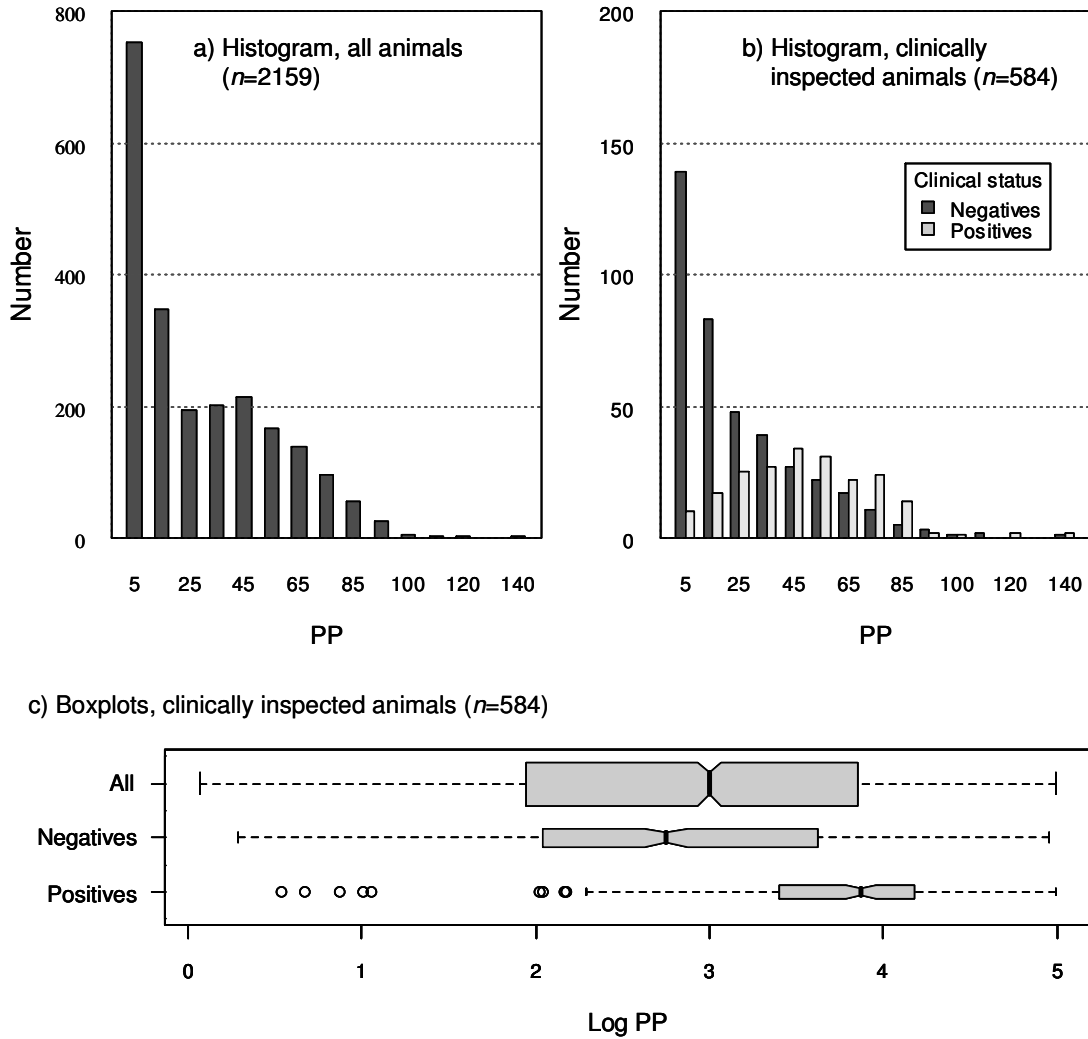 a) Histogram, all animals
(n=2159)
800
600
400
200
0
Number
5 25 45 65 85 100 120 140
PP
b) Histogram, clinically
inspected animals (n=584)
200
150
100
50
0
Number
Clinical status
Negatives
Positives
5 25 45 65 85 100 120 140
PP
c) Boxplots, clinically inspected animals (n=584)
All
Negatives
Positives
0 1 2 3 4 5
Log PP